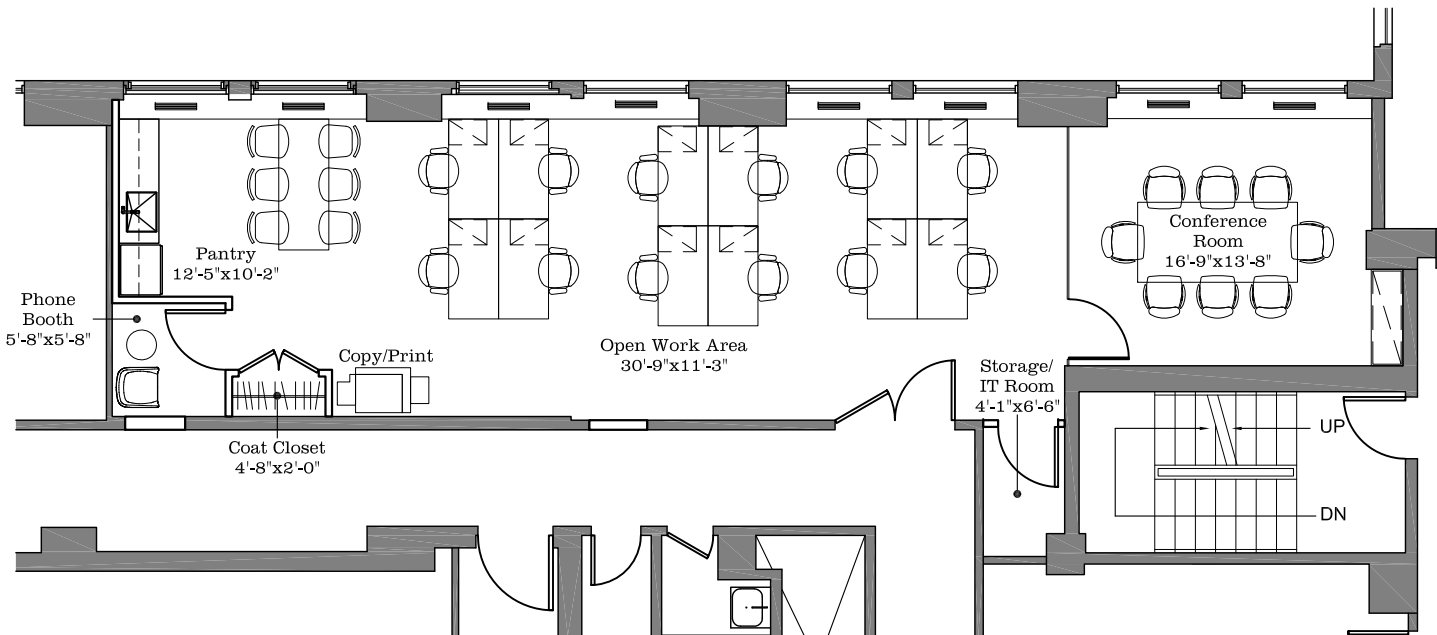 Pantry
12'-5"x10'-2"
Phone
Booth
5'-8"x5'-8"
Copy/Print
Coat Closet
4'-8"x2'-0"
Open Work Area
30'-9"x11'-3"
Conference
Room
16'-9"x13'-8"
Storage/
IT Room
4'-1"x6'-6"
UP
DN